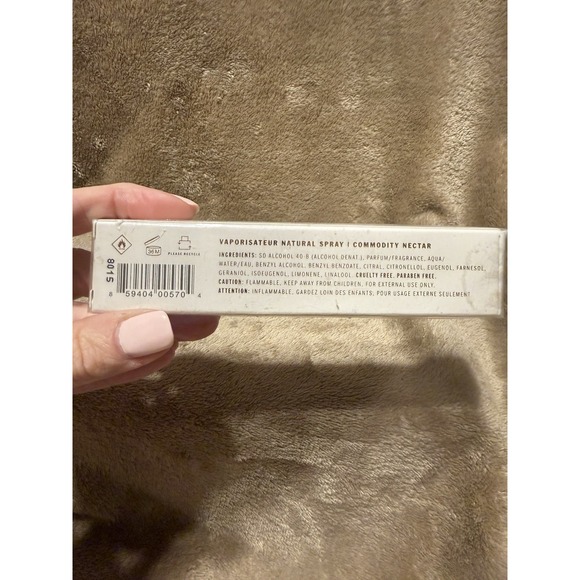 VAPORISATEUR NATURAL SPRAY | COMMODITY NECTAR
INGREDIENTS: SD ALCOHOL 40-B (ALCOHOL DENAT.), PARFUM/FRAGRANCE, AQUA/
WATER/EAU, BENZYL ALCOHOL, BENZYL BENZOATE, CITRAL, CITRONELLOL, EUGENOL, FARNESOL,
GERANIOL, ISOEUGENOL, LIMONENE, LINALOOL. CRUELTY FREE. PARABEN FREE.
CAUTION: FLAMMABLE, KEEP AWAY FROM CHILDREN. FOR EXTERNAL USE ONLY.
ATTENTION: INFLAMMABLE, GARDEZ LOIN DES ENFANTS; POUR USAGE EXTERNE SEULEMENT.
36 M
PLEASE RECYCLE
8015
8 59404 00570 4